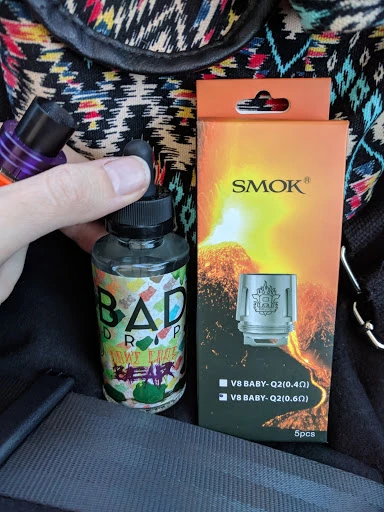 SMOK®
V8 BABY- Q2(0.4Ω)
V8 BABY- Q2(0.6Ω)
5pcs
BAD
DRIP